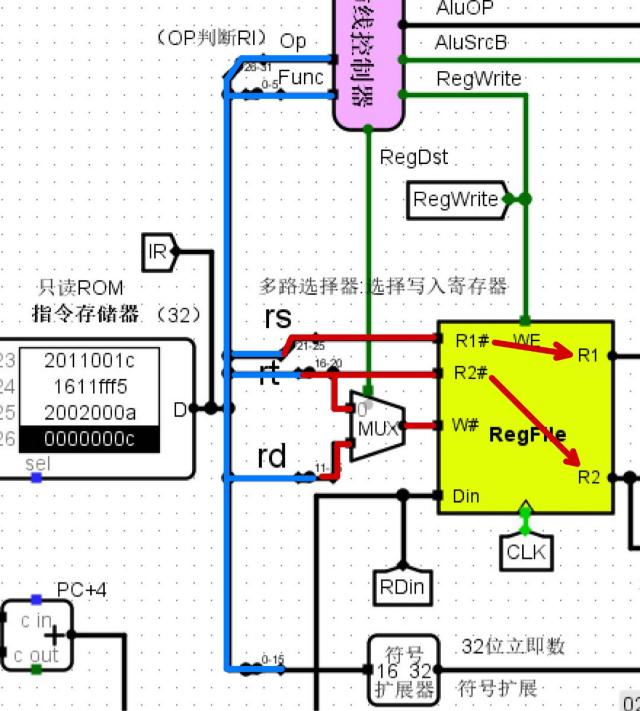 AluOP
（OP判断RI）
Op
AluSrcB
26-31
Func
线控制器
0-5
RegWrite
RegDst
RegWrite
IR
只读ROM
多路选择器:选择写入寄存器
指令存储器（32）
rs
R1#
WE
R1
23
2011001c
21-25
24
1611fff5
rt
16-20
R2#
25
2002000a
D
0
MUX
W#
RegFile
26
0000000c
sel
rd
R2
Din
CLK
PC+4
RDin
c in
+
c out
0-15
符号
16 32
扩展器
32位立即数
符号扩展
02